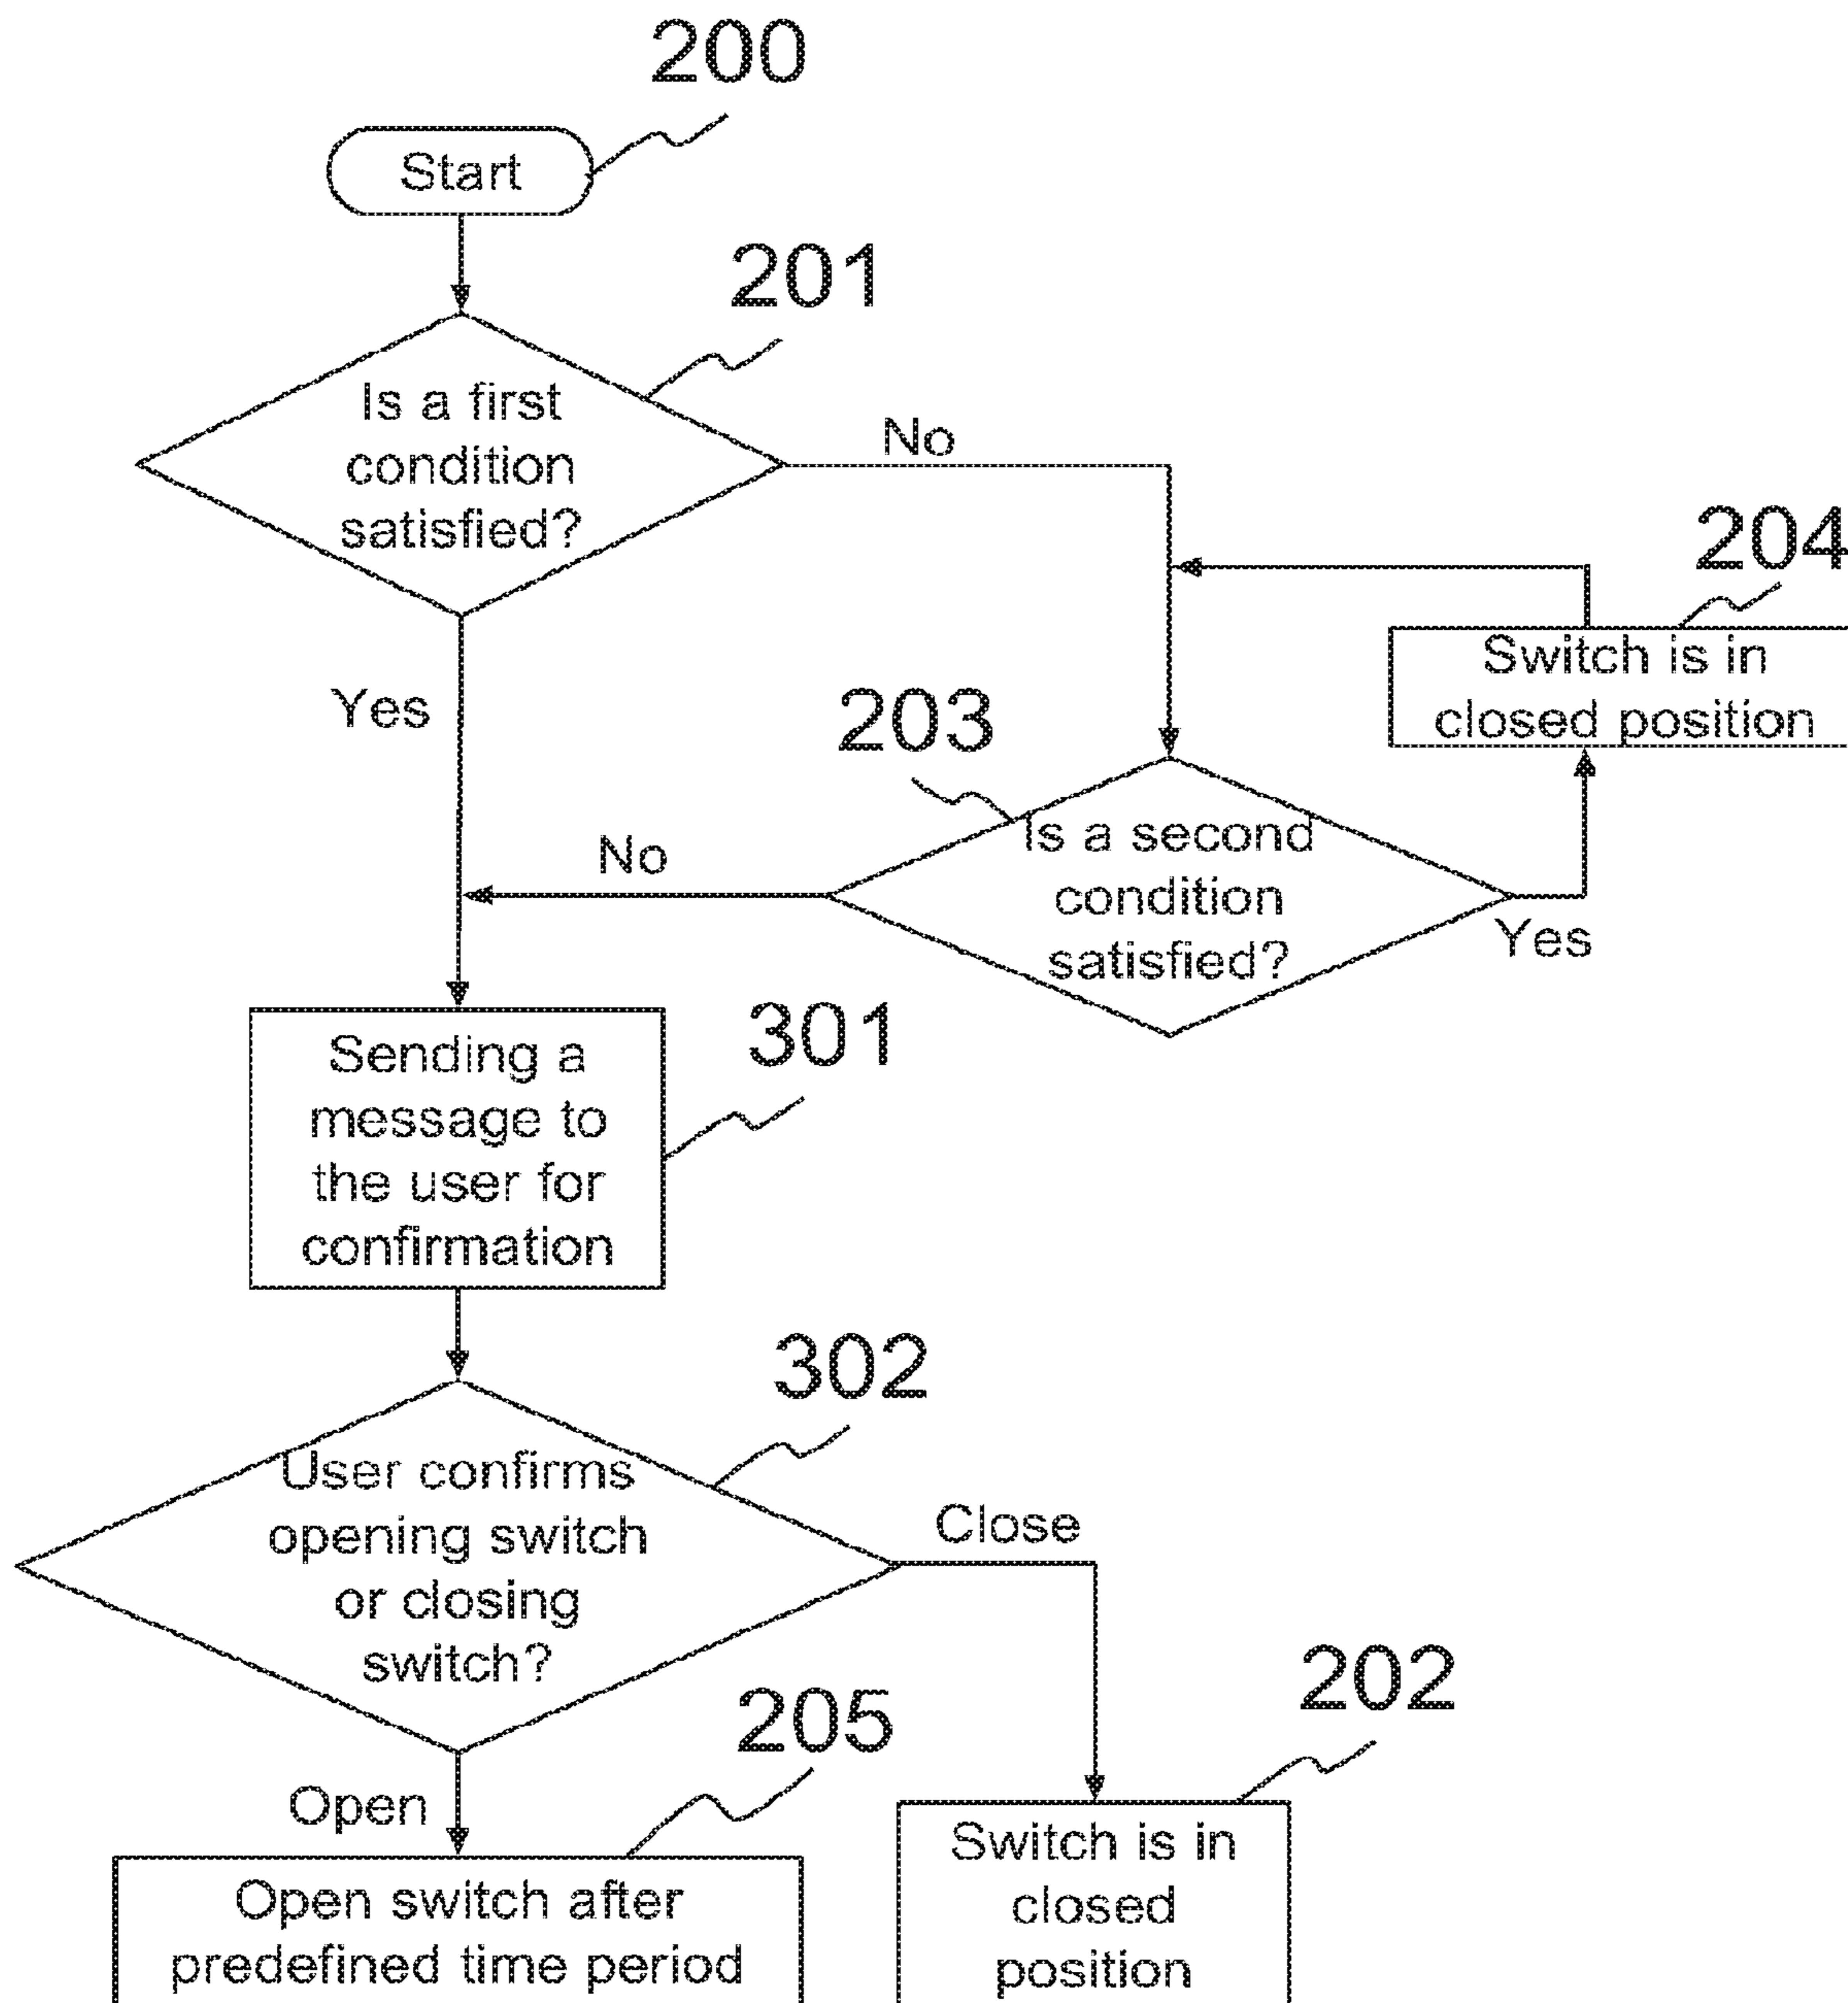 200
Start
201
Is a first
condition
satisfied?
No
204
Switch is in
closed position
Yes
203
Is a second
condition
satisfied?
No
Yes
301
Sending a
message to
the user for
confirmation
302
User confirms
opening switch
or closing
switch?
Close
202
205
Open
Switch is in
closed
position
Open switch after
predefined time period